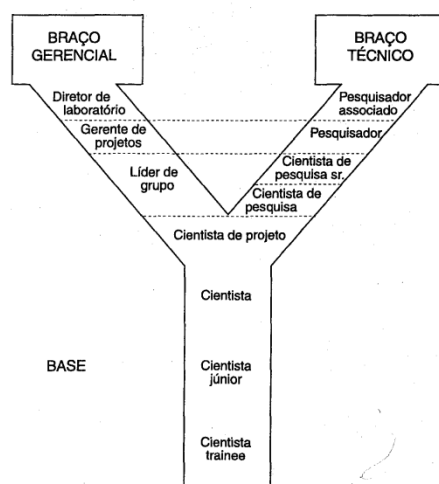 BRAÇO
GERENCIAL
BRAÇO
TÉCNICO
Diretor de
laboratório
Pesquisador
associado
Gerente de
projetos
Pesquisador
Líder de
grupo
Cientista de
pesquisa sr.
Cientista de
pesquisa
Cientista de projeto
Cientista
BASE
Cientista
júnior
Cientista
trainee